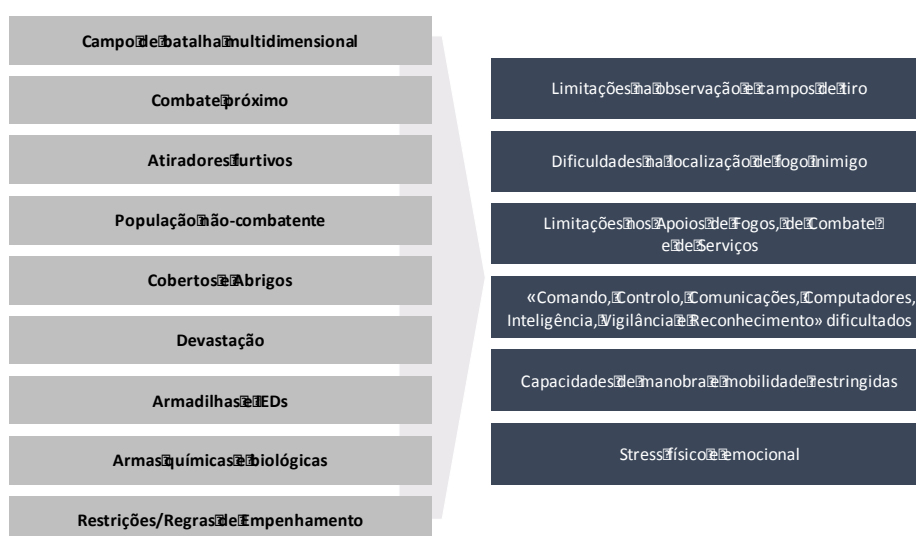 Campo de batalha multidimensional
Combate próximo
Atiradores furtivos
População não-combatente
Cobertos e Abrigos
Devastação
Armadilhas e IEDs
Armas químicas e biológicas
Restrições/Regras de Empenhamento
Limitações na observação e campos de tiro
Dificuldades na localização de fogo inimigo
Limitações nos Apoios de Fogos, de Combate
e de Serviços
«Comando, Controlo, Comunicações, Computadores,
Inteligência, Vigilância e Reconhecimento» dificultados
Capacidades de manobra e mobilidade restringidas
Stress físico e emocional